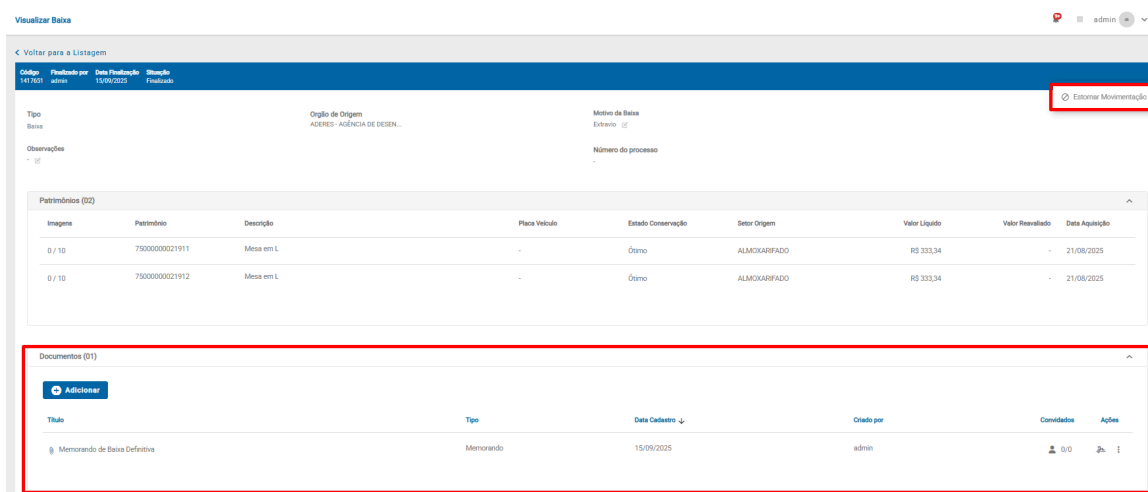 Visualizar Baixa
9+ admin
Voltar para a Listagem
Código Finalizado por Data Finalização Situação
1417651 admin 15/09/2025 Finalizado
Estornar Movimentação
Tipo Orgão de Origem Motivo da Baixa
Baixa ADERES - AGÊNCIA DE DESEN... Extravio
Observações Número do processo
- -
Patrimônios (02)
Imagens Patrimônio Descrição Placa Veículo Estado Conservação Setor Origem Valor Líquido Valor Reavaliado Data Aquisição
0 / 10 75000000021911 Mesa em L - Ótimo ALMOXARIFADO R$ 333,34 - 21/08/2025
0 / 10 75000000021912 Mesa em L - Ótimo ALMOXARIFADO R$ 333,34 - 21/08/2025
Documentos (01)
Adicionar
Título Tipo Data Cadastro Criado por Convidados Ações
Memorando de Baixa Definitiva Memorando 15/09/2025 admin 0/0